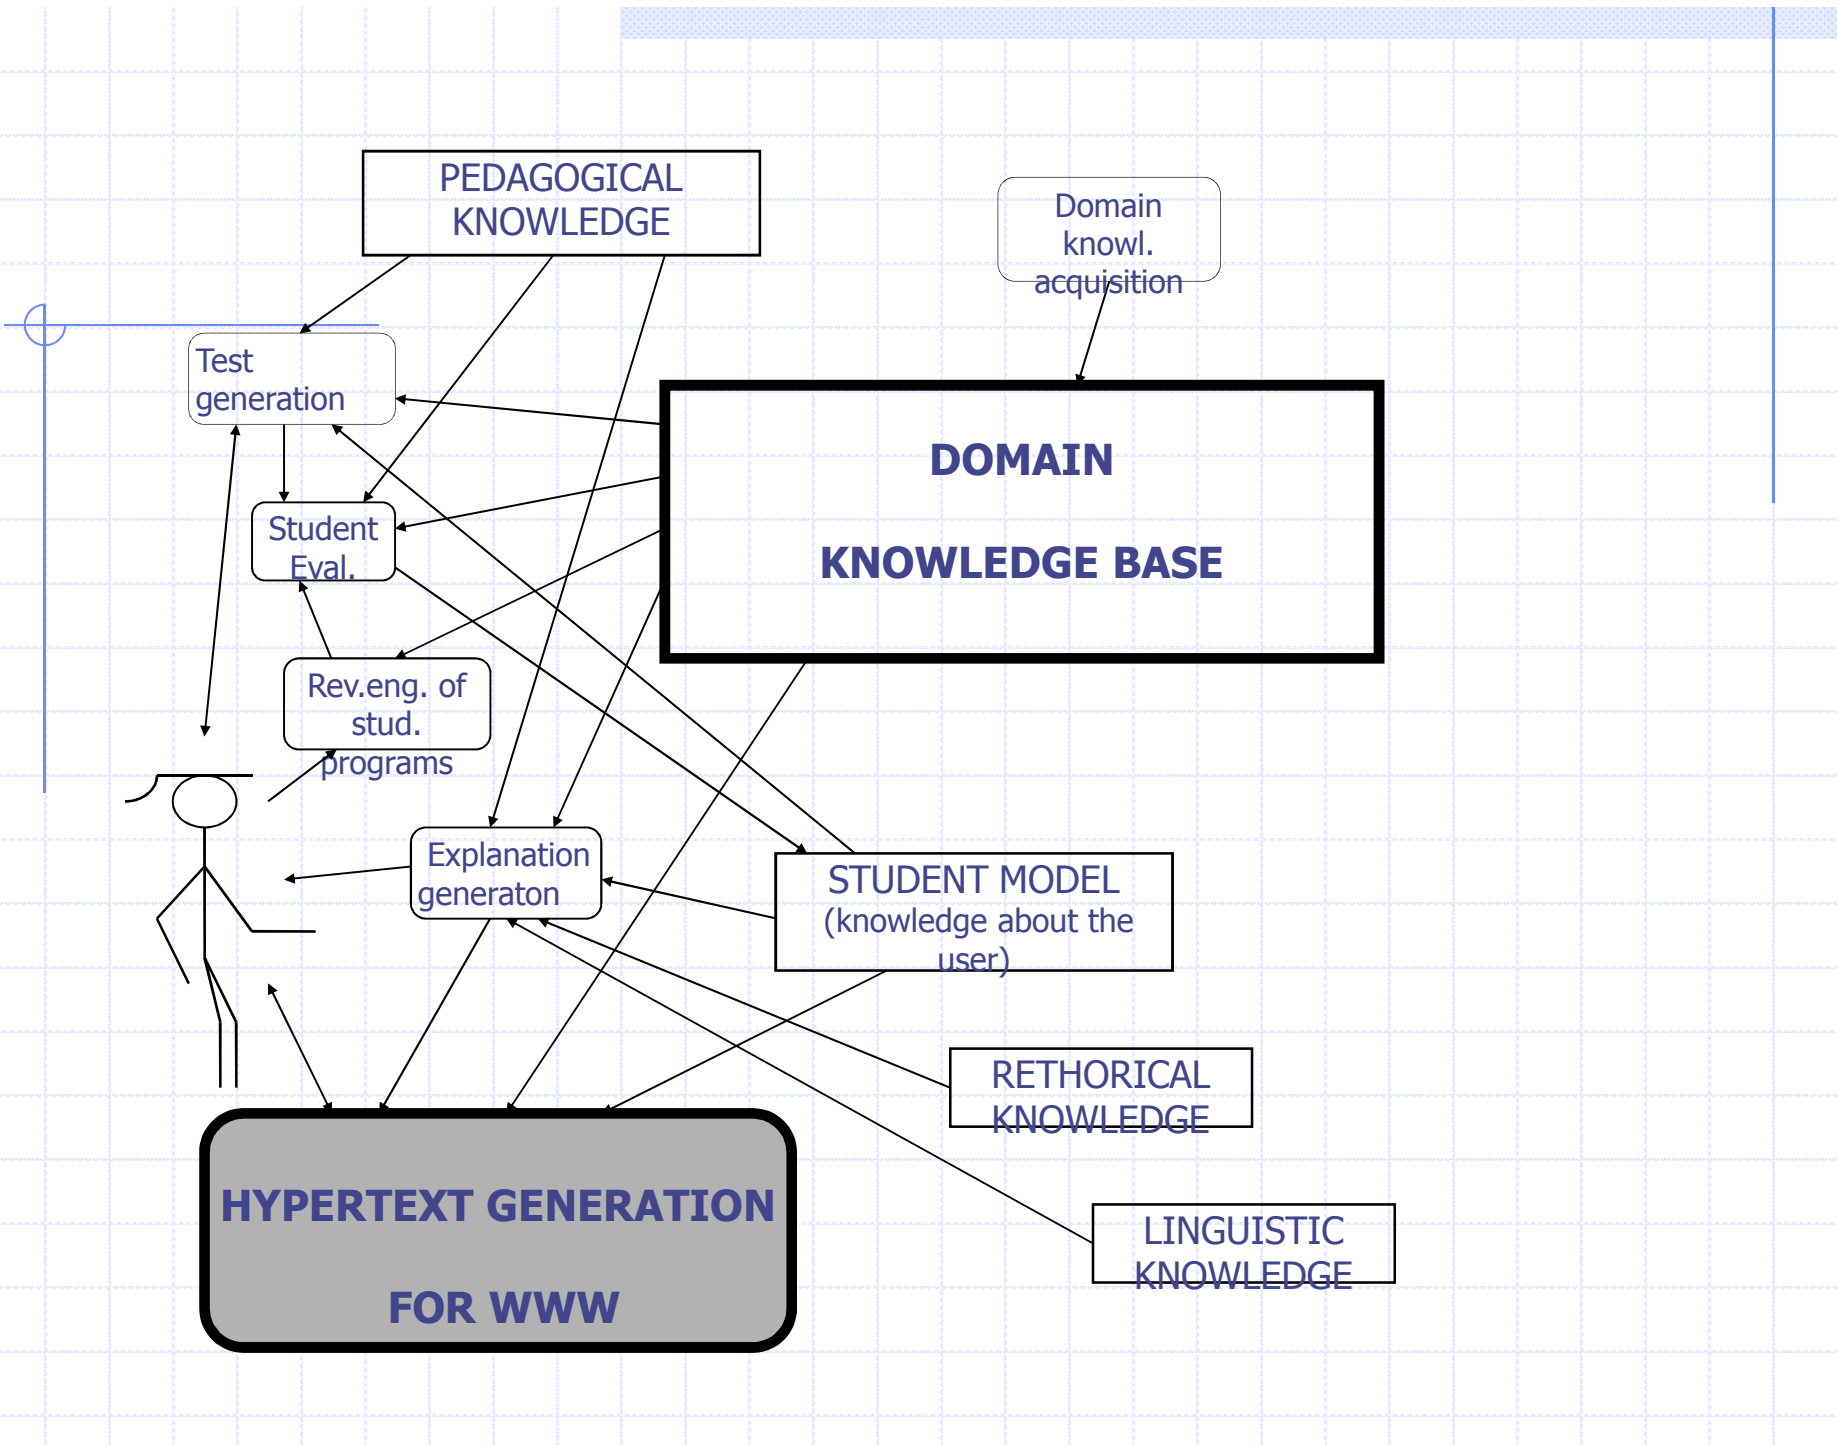 PEDAGOGICAL
KNOWLEDGE
Domain
knowl.
acquisition
Test
generation
DOMAIN
KNOWLEDGE BASE
Student
Eval.
Rev.eng. of
stud.
programs
Explanation
generaton
STUDENT MODEL
(knowledge about the
user)
RETHORICAL
KNOWLEDGE
HYPERTEXT GENERATION
FOR WWW
LINGUISTIC
KNOWLEDGE